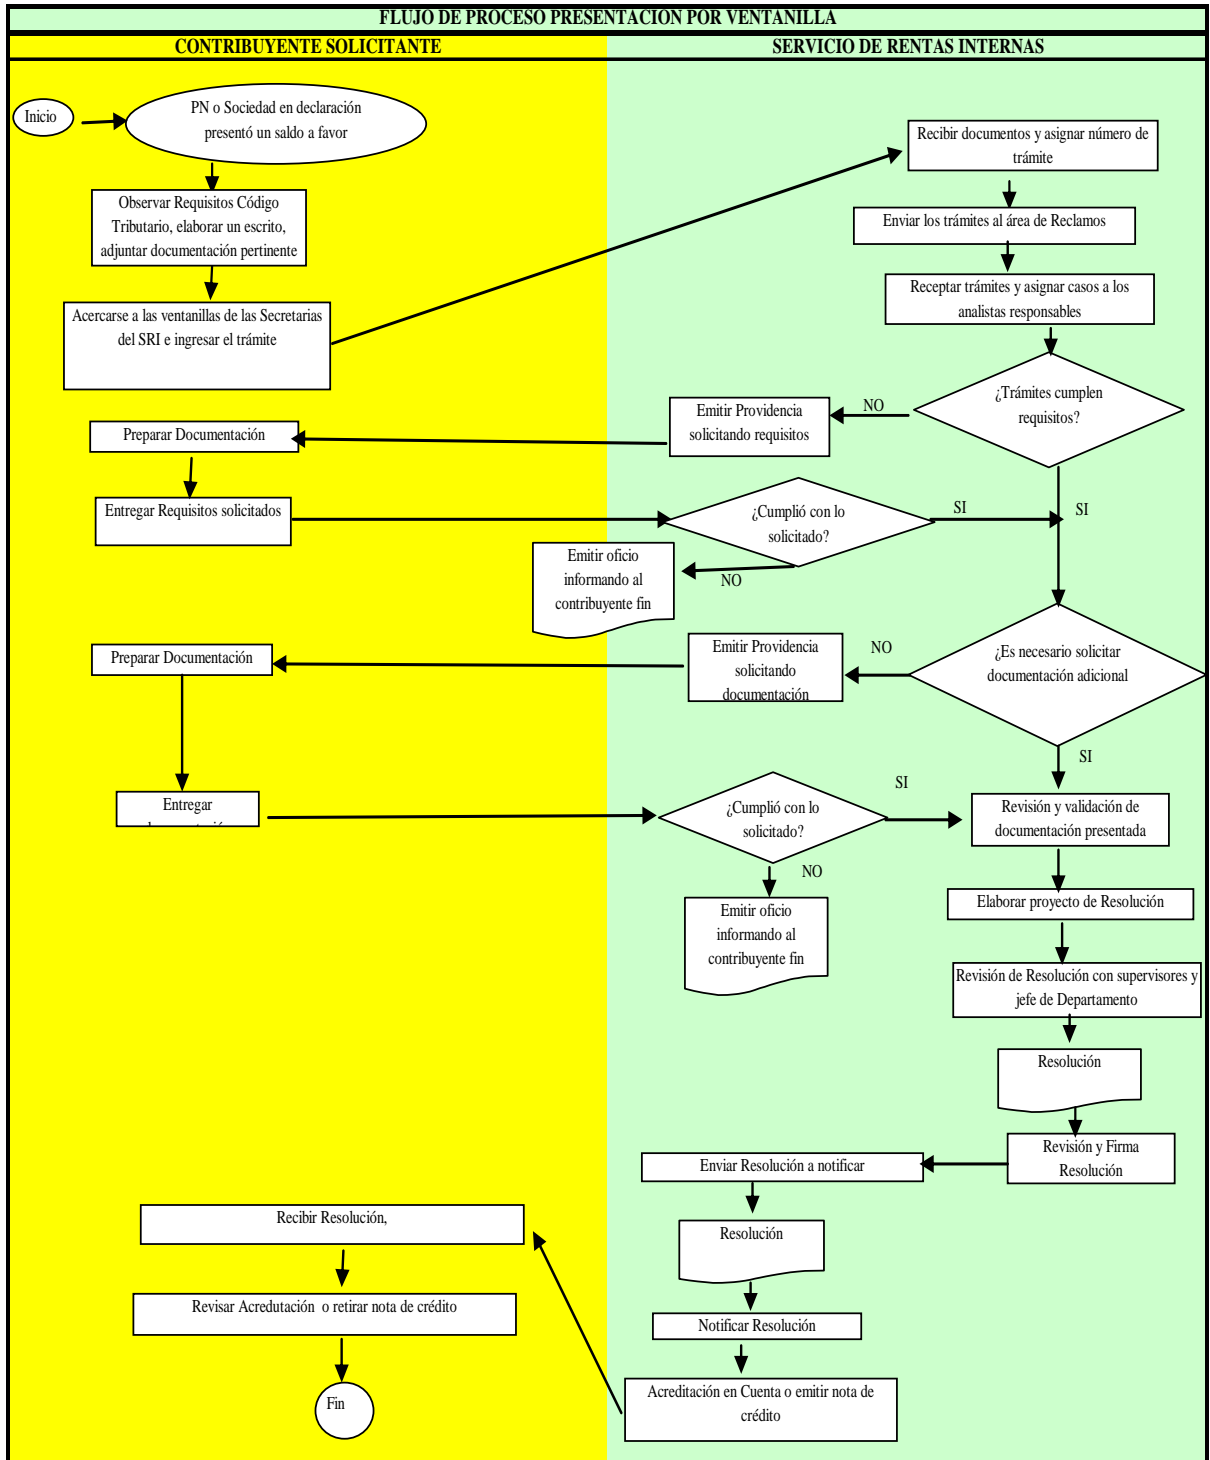 FLUJO DE PROCESO PRESENTACION POR VENTANILLA
CONTRIBUYENTE SOLICITANTE
SERVICIO DE RENTAS INTERNAS
Inicio
PN o Sociedad en declaración
presentó un saldo a favor
Recibir documentos y asignar número de
trámite
Observar Requisitos Código
Tributario, elaborar un escrito,
adjuntar documentación pertinente
Enviar los trámites al área de Reclamos
Receptar trámites y asignar casos a los
analistas responsables
Acercarse a las ventanillas de las Secretarias
del SRI e ingresar el trámite
¿Trámites cumplen
requisitos?
NO
Emitir Providencia
solicitando requisitos
Preparar Documentación
Entregar Requisitos solicitados
¿Cumplió con lo
solicitado?
SI
SI
Emitir oficio
informando al
contribuyente fin
NO
Preparar Documentación
Emitir Providencia
solicitando
documentación
NO
¿Es necesario solicitar
documentación adicional
SI
Entregar
¿Cumplió con lo
solicitado?
SI
Revisión y validación de
documentación presentada
NO
Emitir oficio
informando al
contribuyente fin
Elaborar proyecto de Resolución
Revisión de Resolución con supervisores y
jefe de Departamento
Resolución
Revisión y Firma
Resolución
Enviar Resolución a notificar
Recibir Resolución,
Resolución
Revisar Acredutación o retirar nota de crédito
Notificar Resolución
Acreditación en Cuenta o emitir nota de
crédito
Fin